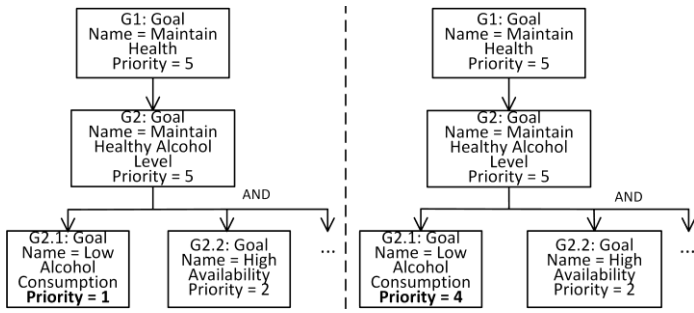 G1: Goal
Name = Maintain
Health
Priority = 5
G2: Goal
Name = Maintain
Healthy Alcohol
Level
Priority = 5
AND
G2.1: Goal
Name = Low
Alcohol
Consumption
Priority = 1
G2.2: Goal
Name = High
Availability
Priority = 2
...
G1: Goal
Name = Maintain
Health
Priority = 5
G2: Goal
Name = Maintain
Healthy Alcohol
Level
Priority = 5
AND
G2.1: Goal
Name = Low
Alcohol
Consumption
Priority = 4
G2.2: Goal
Name = High
Availability
Priority = 2
...